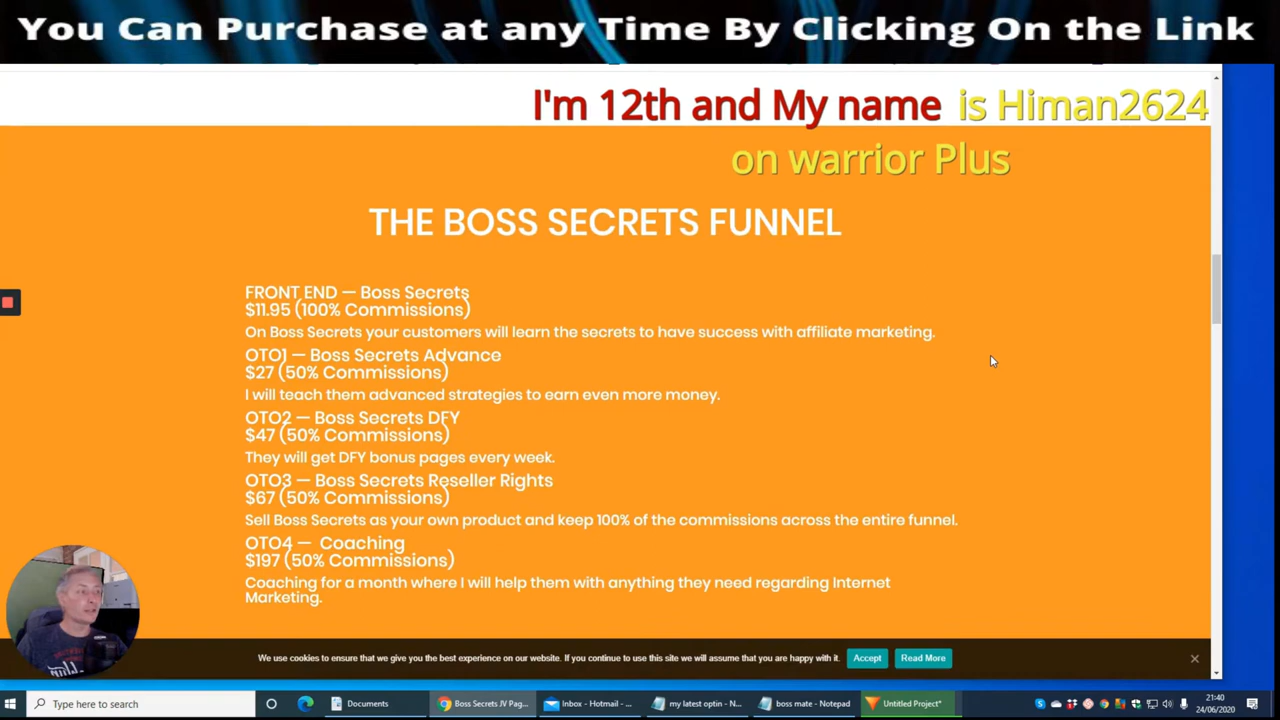 You Can Purchase at any Time By Clicking On the Link
I'm 12th and My name is Himan2624
on warrior Plus
THE BOSS SECRETS FUNNEL
FRONT END — Boss Secrets
$11.95 (100% Commissions)
On Boss Secrets your customers will learn the secrets to have success with affiliate marketing.
OTO1 — Boss Secrets Advance
$27 (50% Commissions)
I will teach them advanced strategies to earn even more money.
OTO2 — Boss Secrets DFY
$47 (50% Commissions)
They will get DFY bonus pages every week.
OTO3 — Boss Secrets Reseller Rights
$67 (50% Commissions)
Sell Boss Secrets as your own product and keep 100% of the commissions across the entire funnel.
OTO4 — Coaching
$197 (50% Commissions)
Coaching for a month where I will help them with anything they need regarding Internet
Marketing.
We use cookies to ensure that we give you the best experience on our website. If you continue to use this site we will assume that you are happy with it. Accept Read More
Type here to search Documents Boss Secrets JV Pag... Inbox - Hotmail - ... my latest optin - N... boss mate - Notepad Untitled Project* 21:40
24/06/2020